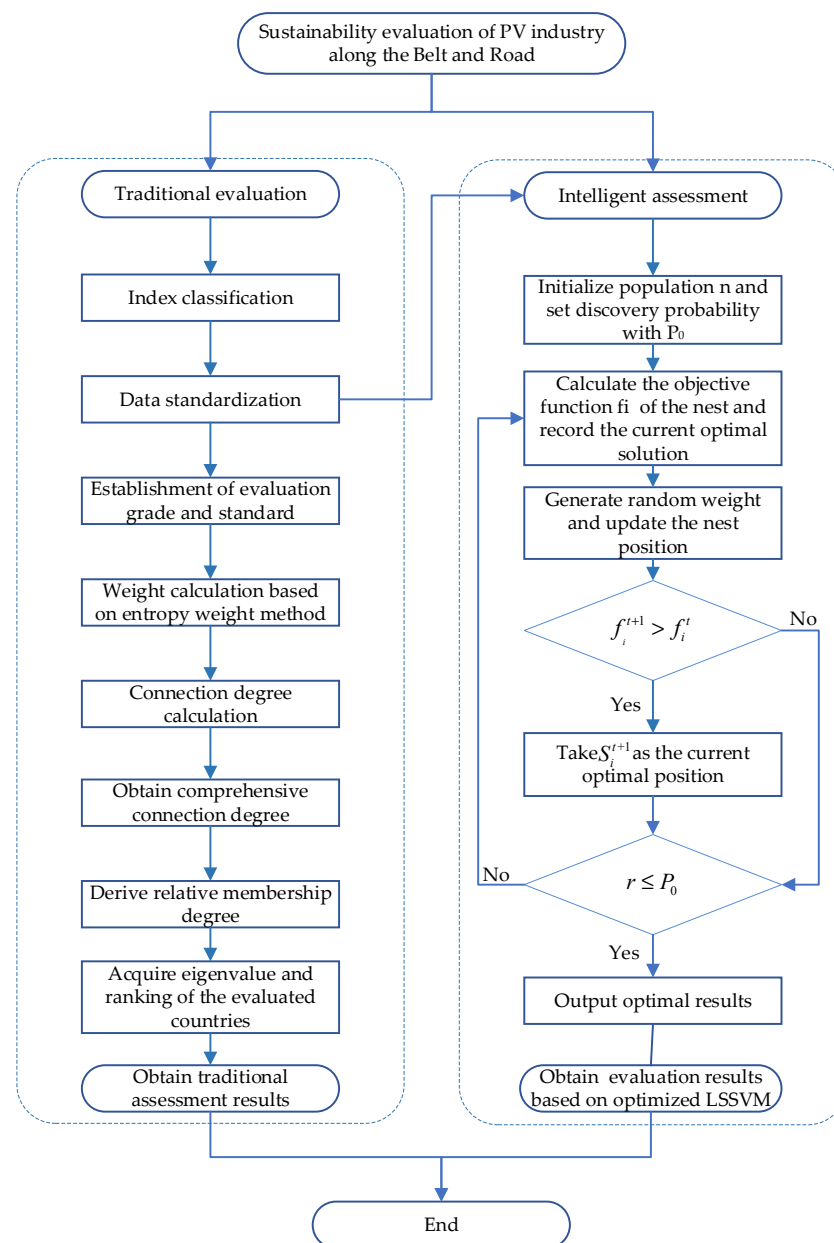 Sustainability evaluation of PV industry
along the Belt and Road
Traditional evaluation
Index classification
Data standardization
Establishment of evaluation
grade and standard
Weight calculation based
on entropy weight method
Connection degree
calculation
Obtain comprehensive
connection degree
Derive relative membership
degree
Acquire eigenvalue and
ranking of the evaluated
countries
Obtain traditional
assessment results
Intelligent assessment
Initialize population n and
set discovery probability
with P₀
Calculate the objective
function fi of the nest and
record the current optimal
solution
Generate random weight
and update the nest
position
f_i^{t+1} > f_i^t
No
Yes
Take S_i^{t+1} as the current
optimal position
No
r ≤ P₀
Yes
Output optimal results
Obtain evaluation results
based on optimized LSSVM
End